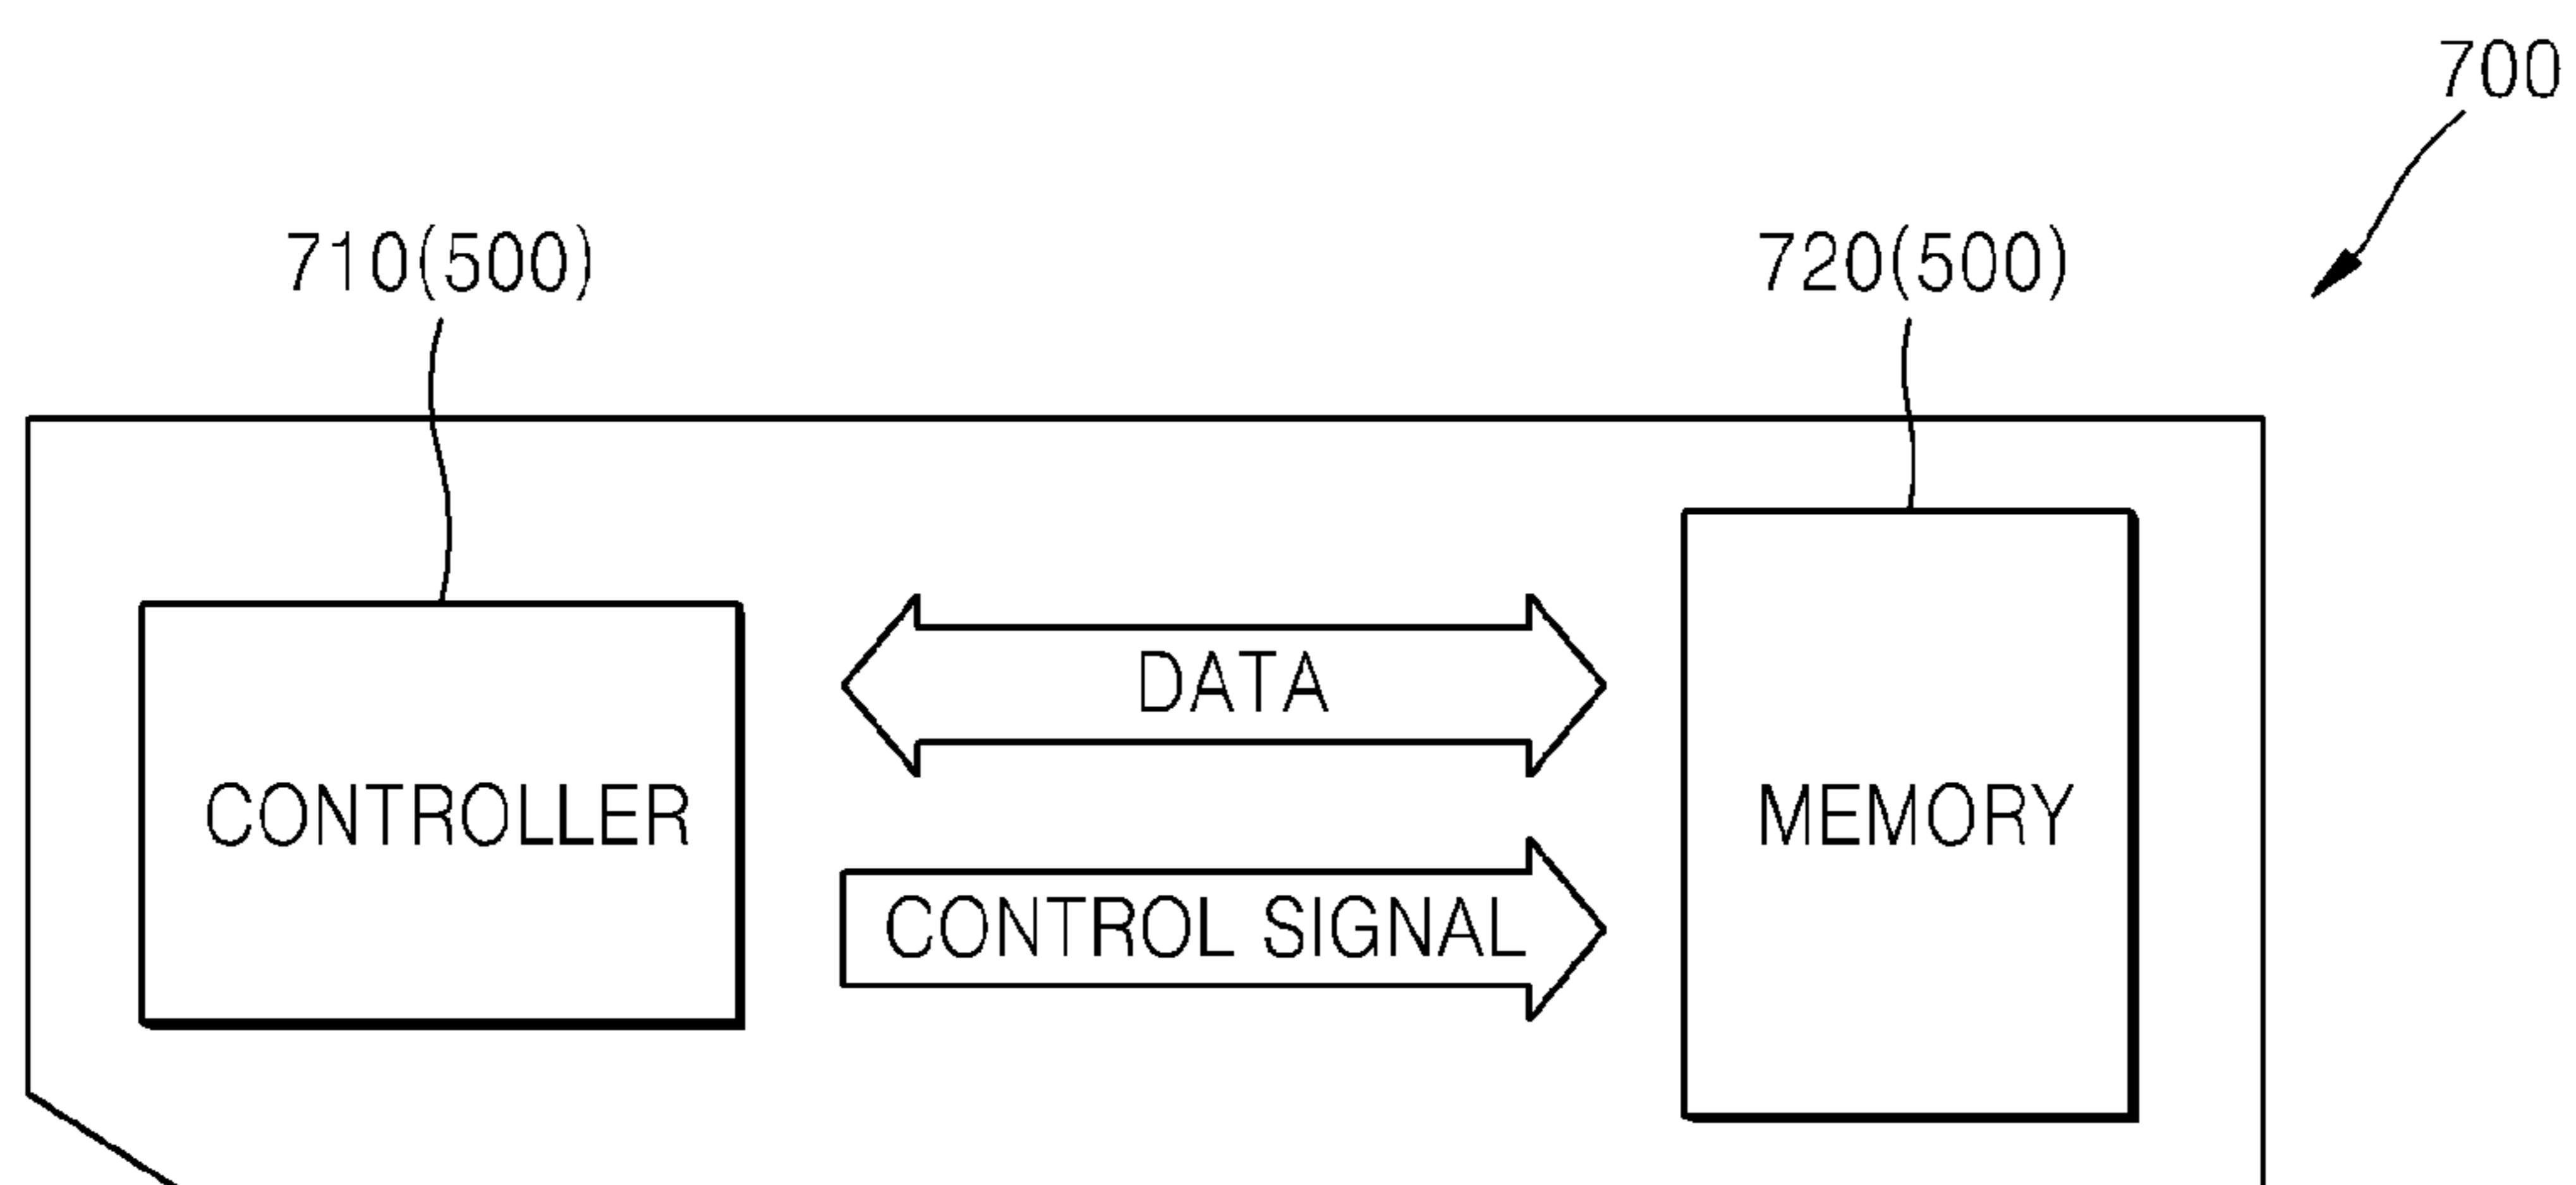 700
710(500)
720(500)
DATA
CONTROLLER
MEMORY
CONTROL SIGNAL